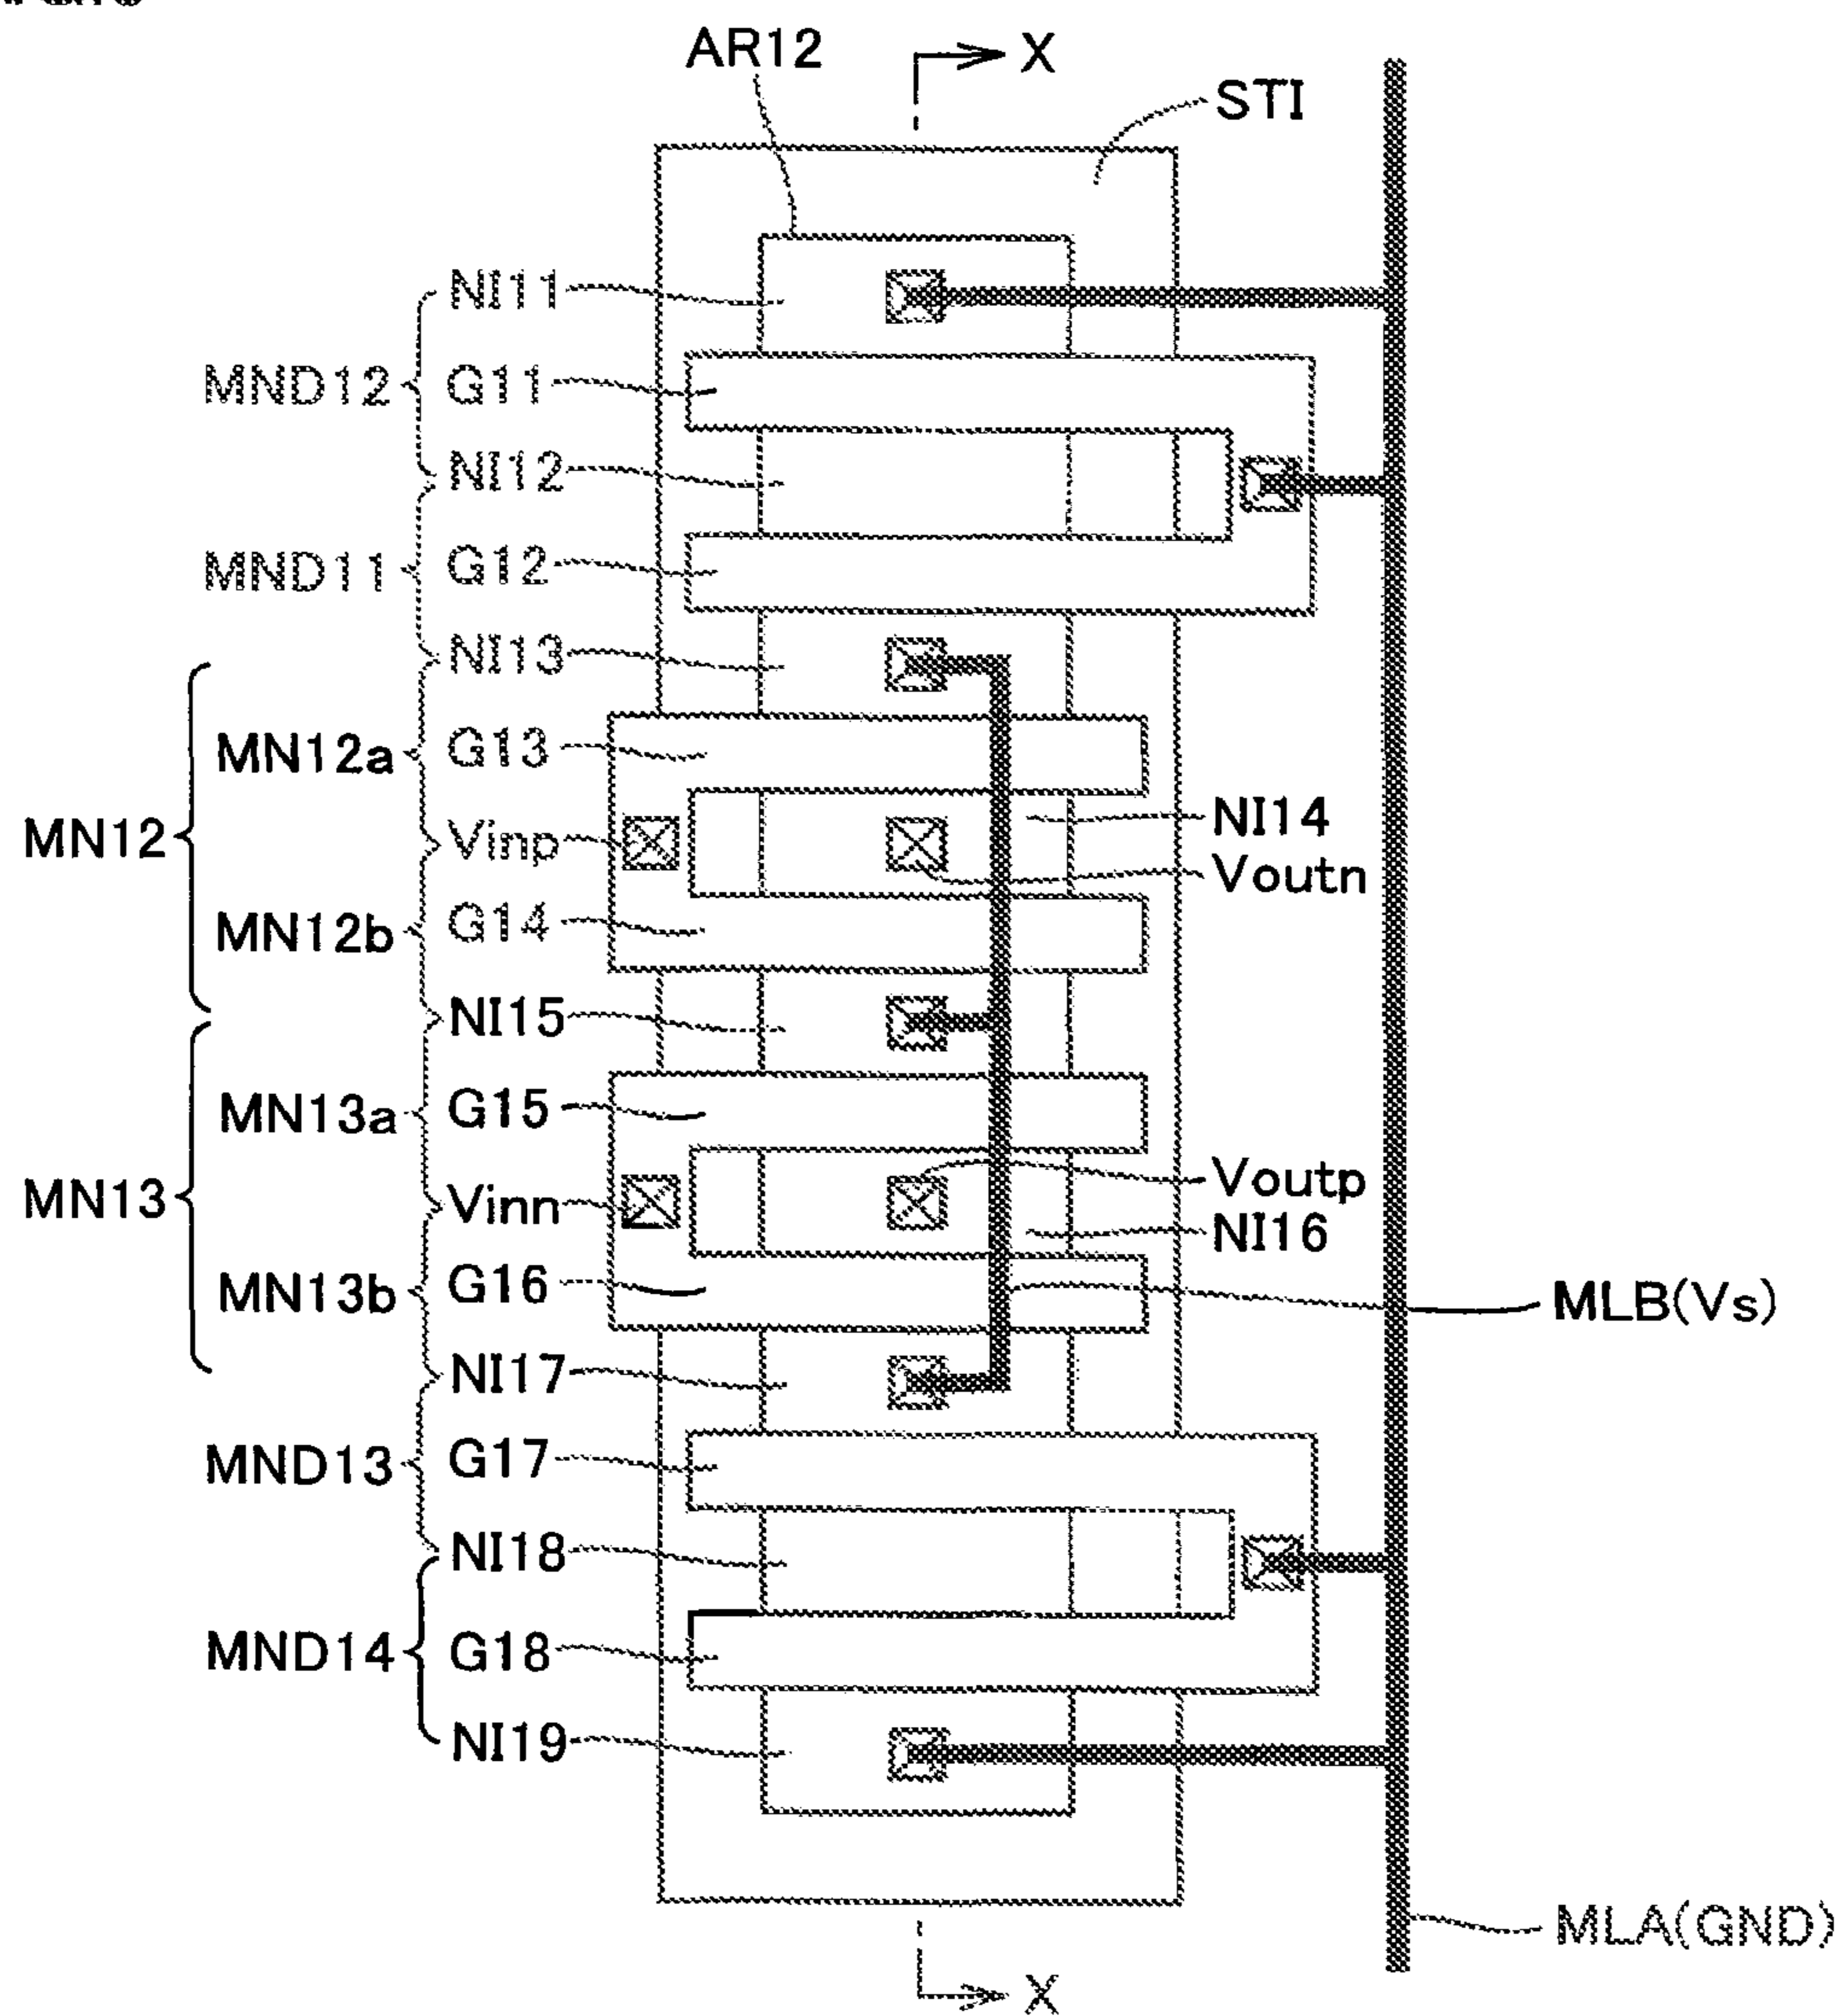 AR12
X
STI
NI11
MND12
G11
NI12
MND11
G12
NI13
MN12a
G13
MN12
Vinp
NI14
Voutn
MN12b
G14
NI15
MN13a
G15
MN13
Vinn
Voutp
NI16
MN13b
G16
MLB(Vs)
NI17
MND13
G17
NI18
MND14
G18
NI19
MLA(GND)
X